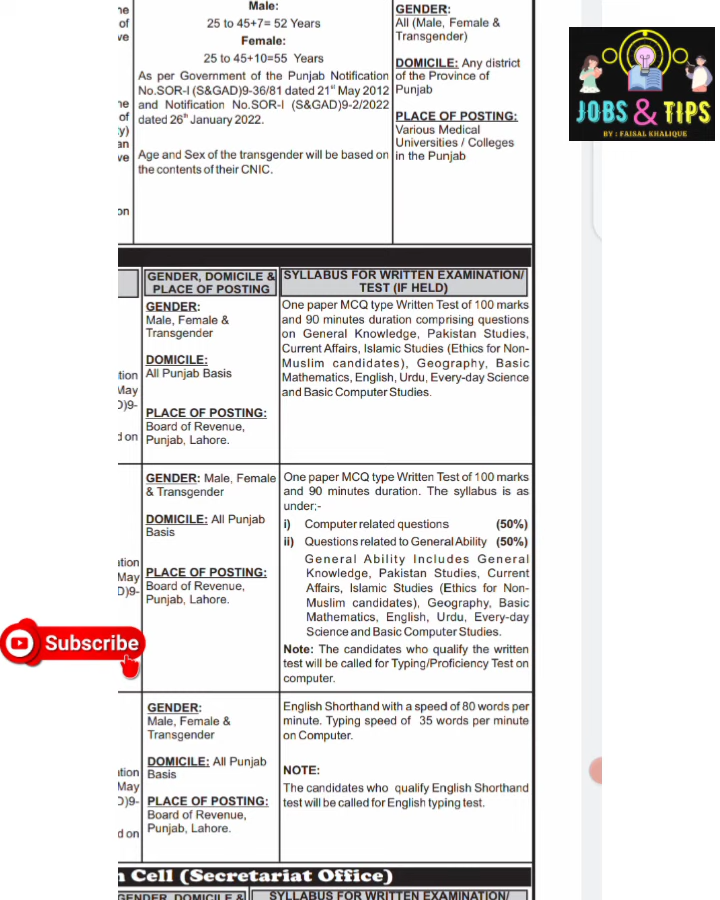 Male:
25 to 45+7= 52 Years
Female:
25 to 45+10=55 Years
As per Government of the Punjab Notification
No.SOR-I (S&GAD)9-36/81 dated 21st May 2012
and Notification No.SOR-I (S&GAD)9-2/2022
dated 26th January 2022.
Age and Sex of the transgender will be based on
the contents of their CNIC.
GENDER:
All (Male, Female &
Transgender)
DOMICILE: Any district
of the Province of
Punjab
PLACE OF POSTING:
Various Medical
Universities / Colleges
in the Punjab
JOBS & TIPS
BY : FAISAL KHALIQUE
GENDER, DOMICILE &
PLACE OF POSTING
SYLLABUS FOR WRITTEN EXAMINATION/
TEST (IF HELD)
GENDER:
Male, Female &
Transgender
DOMICILE:
All Punjab Basis
PLACE OF POSTING:
Board of Revenue,
Punjab, Lahore.
One paper MCQ type Written Test of 100 marks
and 90 minutes duration comprising questions
on General Knowledge, Pakistan Studies,
Current Affairs, Islamic Studies (Ethics for Non-
Muslim candidates), Geography, Basic
Mathematics, English, Urdu, Every-day Science
and Basic Computer Studies.
GENDER: Male, Female
& Transgender
DOMICILE: All Punjab
Basis
PLACE OF POSTING:
Board of Revenue,
Punjab, Lahore.
One paper MCQ type Written Test of 100 marks
and 90 minutes duration. The syllabus is as
under;-
i) Computer related questions (50%)
ii) Questions related to General Ability (50%)
General Ability Includes General
Knowledge, Pakistan Studies, Current
Affairs, Islamic Studies (Ethics for Non-
Muslim candidates), Geography, Basic
Mathematics, English, Urdu, Every-day
Science and Basic Computer Studies.
Note: The candidates who qualify the written
test will be called for Typing/Proficiency Test on
computer.
Subscribe
GENDER:
Male, Female &
Transgender
DOMICILE: All Punjab
Basis
PLACE OF POSTING:
Board of Revenue,
Punjab, Lahore.
English Shorthand with a speed of 80 words per
minute. Typing speed of 35 words per minute
on Computer.
NOTE:
The candidates who qualify English Shorthand
test will be called for English typing test.
Cell (Secretariat Office)
GENDER, DOMICILE &
SYLLABUS FOR WRITTEN EXAMINATION/